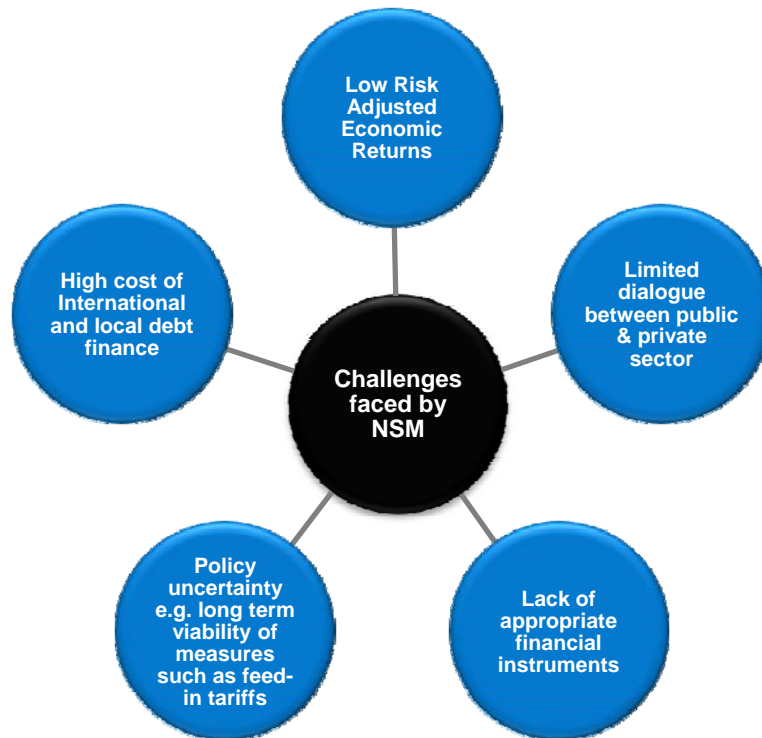 Low Risk
Adjusted
Economic
Returns
High cost of
International
and local debt
finance
Limited
dialogue
between public
& private
sector
Challenges
faced by
NSM
Policy
uncertainty
e.g. long term
viability of
measures
such as feed-
in tariffs
Lack of
appropriate
financial
instruments